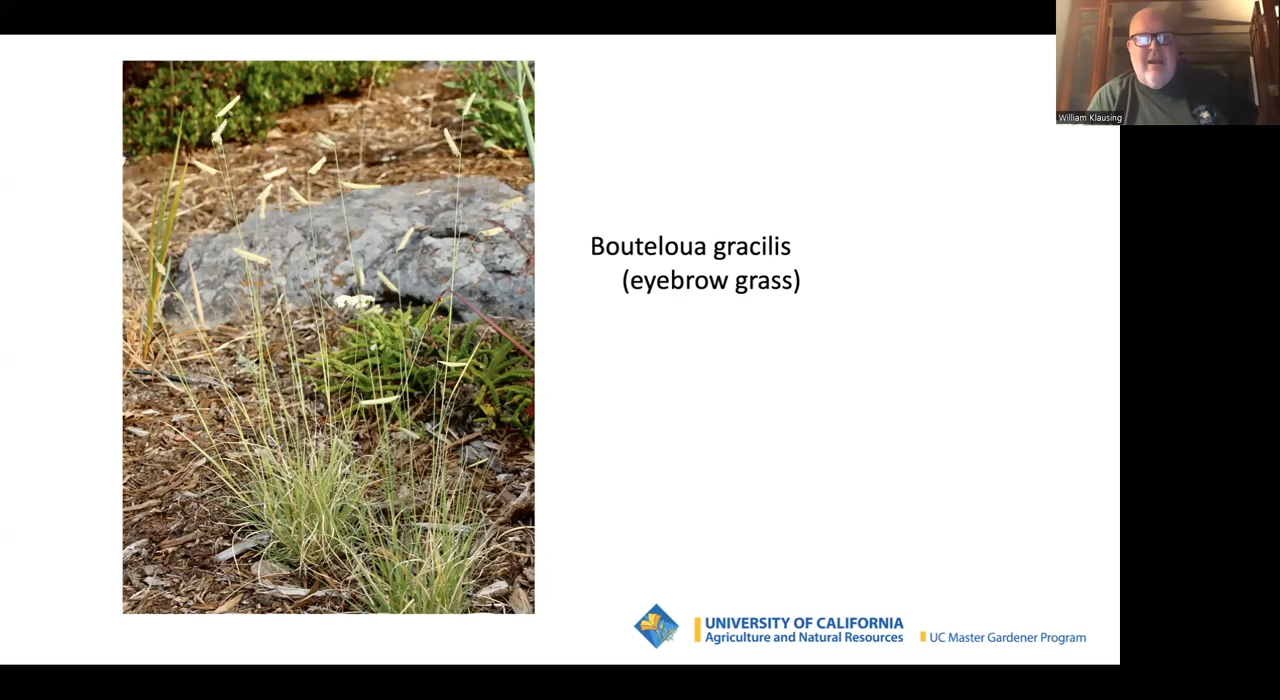 William Klausing
Bouteloua gracilis
(eyebrow grass)
UNIVERSITY OF CALIFORNIA
Agriculture and Natural Resources
UC Master Gardener Program